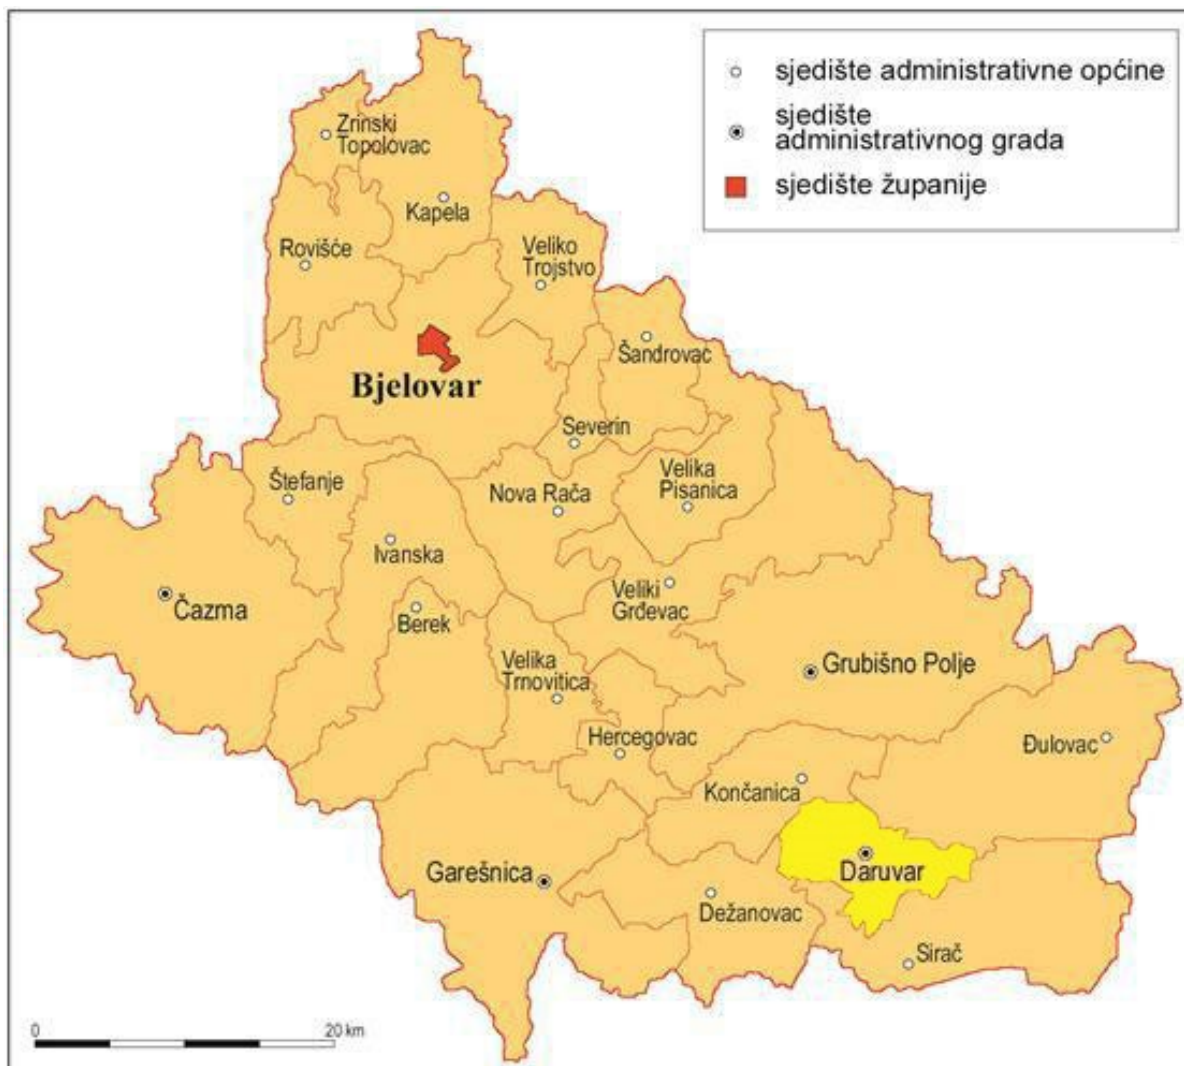 sjedište administrativne općine
sjedište
administrativnog grada
sjedište županije
Zrinski
Topolovac
Kapela
Rovišće
Veliko
Trojstvo
Šandrovac
Bjelovar
Severin
Štefanje
Nova Rača
Velika
Pisanica
Ivanska
Čazma
Berek
Veliki
Grđevac
Velika
Trnovitica
Grubišno Polje
Hercegovac
Đulovac
Končanica
Garešnica
Daruvar
Dežanovac
Sirač
0
20 km